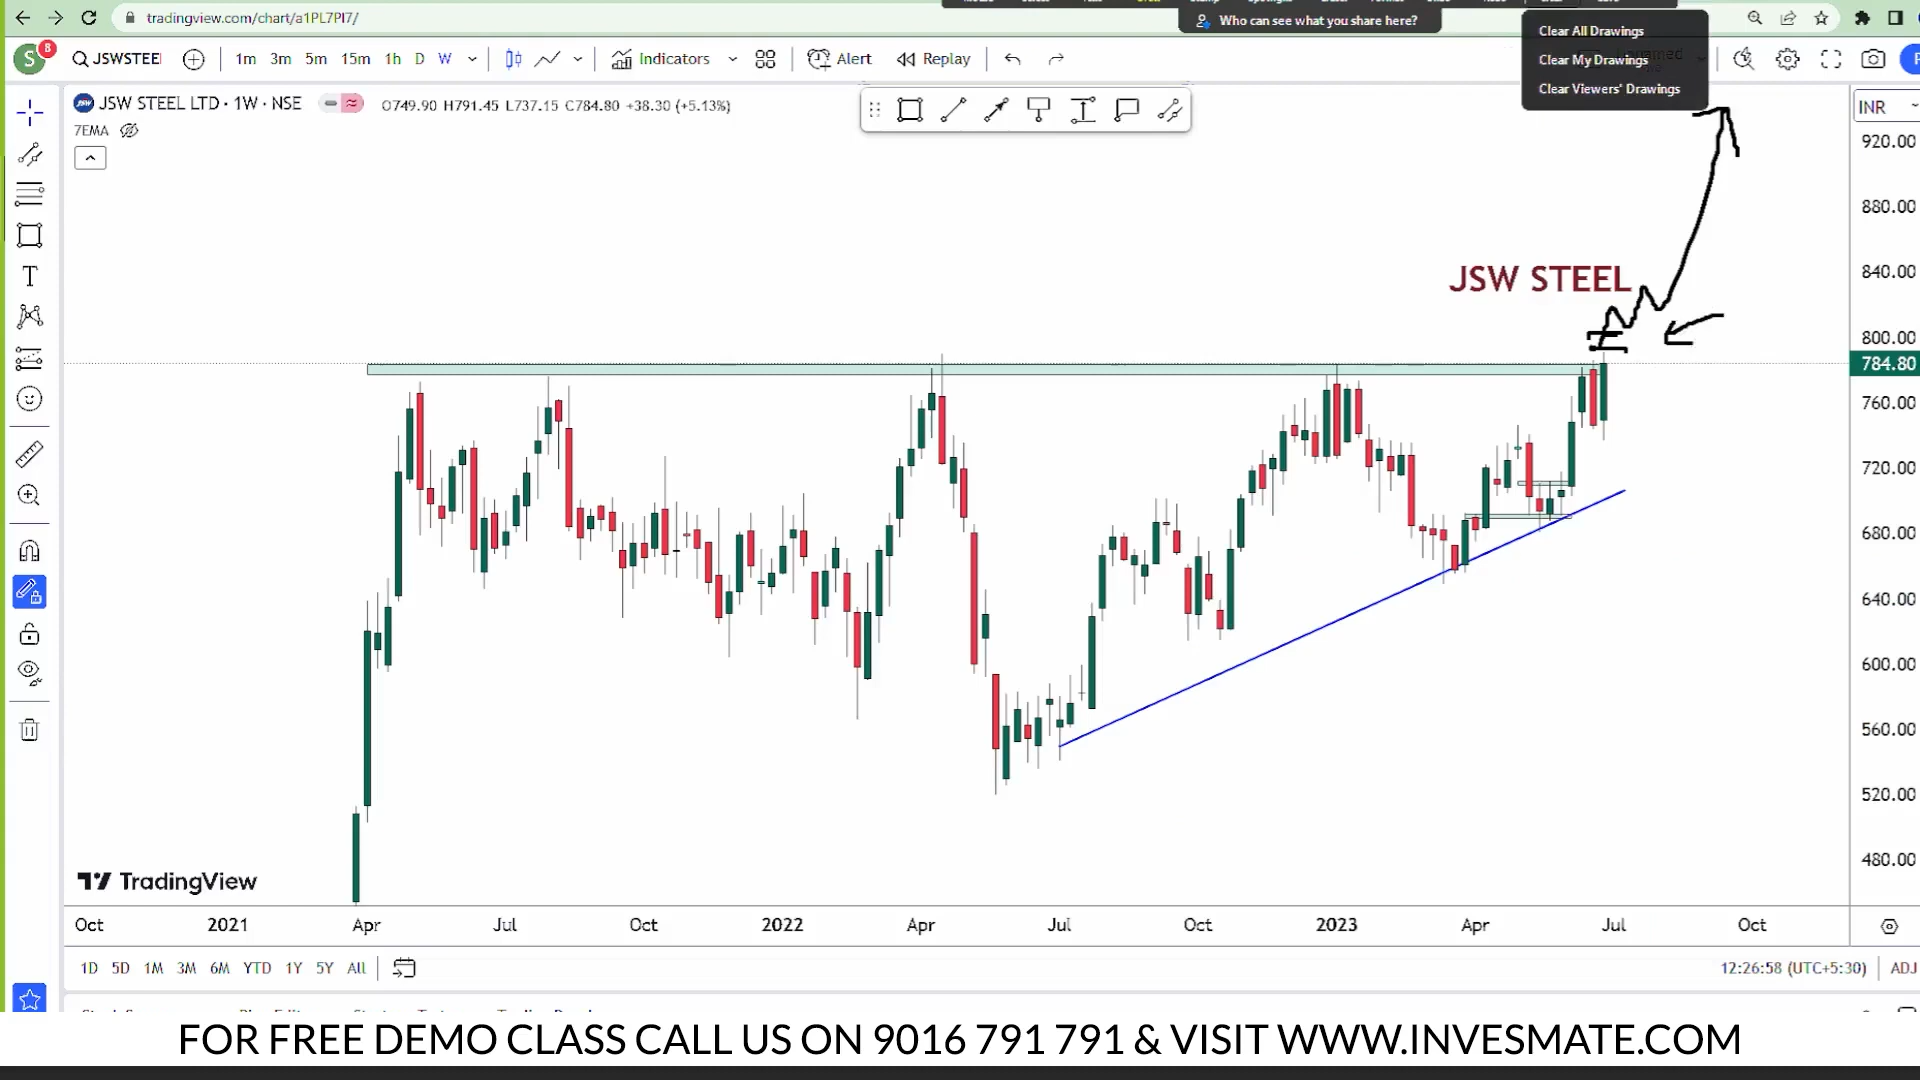 tradingview.com/chart/a1PL7PI7/
Who can see what you share here?
Clear All Drawings
Clear My Drawings
Clear Viewers' Drawings
S 8 JSWSTEE 1m 3m 5m 15m 1h D W Indicators Alert Replay
JSW STEEL LTD · 1W · NSE O749.90 H791.45 L737.15 C784.80 +38.30 (+5.13%)
7EMA
INR
920.00
880.00
840.00
JSW STEEL
800.00
784.80
760.00
720.00
680.00
640.00
600.00
560.00
520.00
480.00
TradingView
Oct 2021 Apr Jul Oct 2022 Apr Jul Oct 2023 Apr Jul Oct
1D 5D 1M 3M 6M YTD 1Y 5Y All 12:26:58 (UTC+5:30) ADJ
FOR FREE DEMO CLASS CALL US ON 9016 791 791 & VISIT WWW.INVESMATE.COM